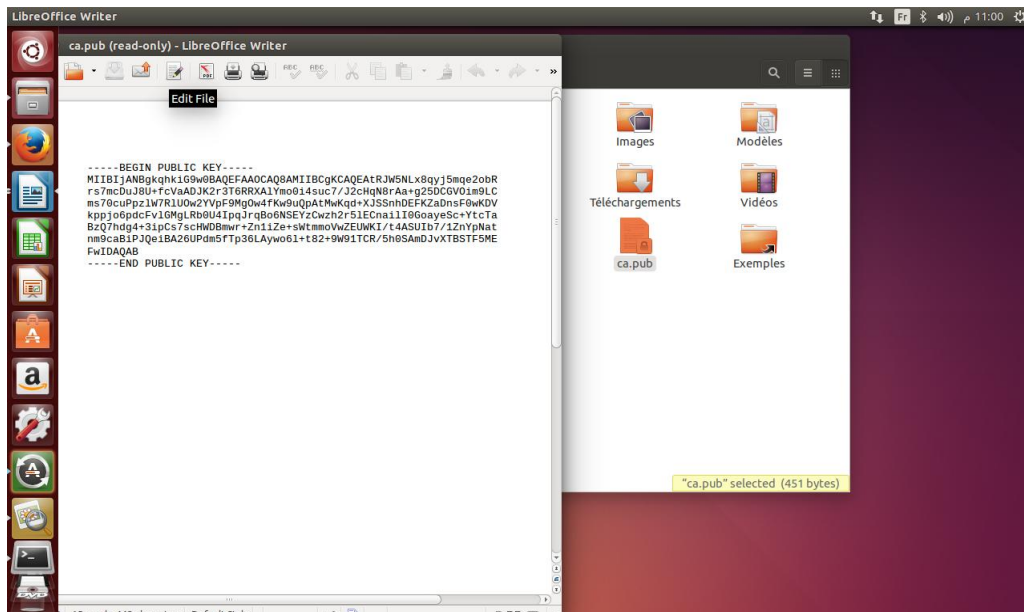 LibreOffice Writer
Fr
م 11:00
ca.pub (read-only) - LibreOffice Writer
Edit File
-----BEGIN PUBLIC KEY-----
MIIBIjANBgkqhkiG9w0BAQEFAAOCAQ8AMIIBCgKCAQEAtRJW5NLx8qyj5mqe2obR
rs7mcDuJ8U+fcVaADJK2r3T6RRXAlYmo0i4suc7/J2cHqN8rAa+g25DCGVOim9LC
ms70cuPpzlW7RlUOw2YVpF9MgOw4fKw9uQpAtMwKqd+XJSSnhDEFKZaDnsF0wKDV
kppjo6pdcFvlGMgLRb0U4IpqJrqBo6NSEYzCwzh2r5lECnailI0GoayeSc+YtcTa
BzQ7hdg4+3ipCs7scHWDBmwr+Zn1iZe+sWtmmoVwZEUWKI/t4ASUIb7/1ZnYpNat
nm9caBiPJQeiBA26UPdm5fTp36LAywo6l+t82+9W91TCR/5h0SAmDJvXTBSTF5ME
FwIDAQAB
-----END PUBLIC KEY-----
Images
Modèles
Téléchargements
Vidéos
ca.pub
Exemples
"ca.pub" selected (451 bytes)